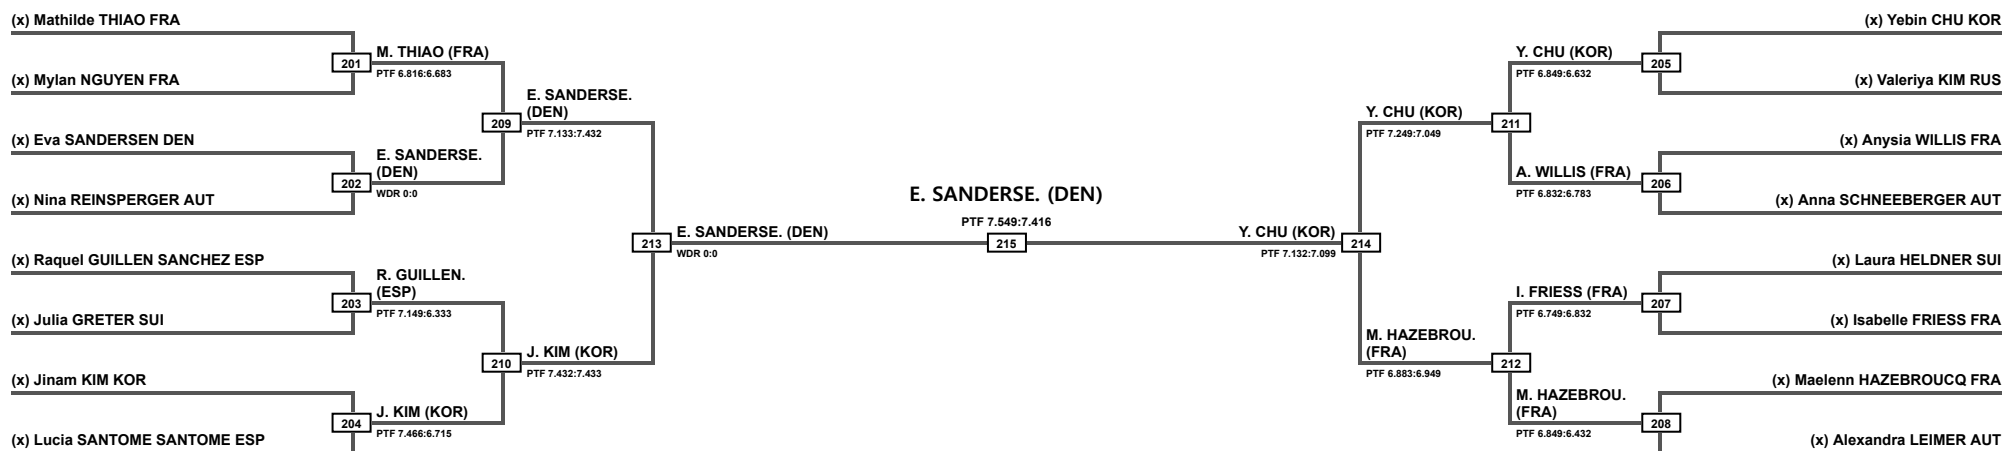 (x) Mathilde THIAO FRA
(x) Mylan NGUYEN FRA
(x) Eva SANDERSEN DEN
(x) Nina REINSPERGER AUT
(x) Raquel GUILLEN SANCHEZ ESP
(x) Julia GRETER SUI
(x) Jinam KIM KOR
(x) Lucia SANTOME SANTOME ESP
201
M. THIAO (FRA)
PTF 6.816:6.683
202
E. SANDERSE.
(DEN)
WDR 0:0
203
R. GUILLEN.
(ESP)
PTF 7.149:6.333
204
J. KIM (KOR)
PTF 7.466:6.715
209
E. SANDERSE.
(DEN)
PTF 7.133:7.432
210
J. KIM (KOR)
PTF 7.432:7.433
213
E. SANDERSE. (DEN)
WDR 0:0
E. SANDERSE. (DEN)
PTF 7.549:7.416
215
Y. CHU (KOR)
PTF 7.132:7.099
214
Y. CHU (KOR)
PTF 7.249:7.049
211
M. HAZEBROU.
(FRA)
PTF 6.883:6.949
212
Y. CHU (KOR)
PTF 6.849:6.632
205
A. WILLIS (FRA)
PTF 6.832:6.783
206
I. FRIESS (FRA)
PTF 6.749:6.832
207
M. HAZEBROU.
(FRA)
PTF 6.849:6.432
208
(x) Yebin CHU KOR
(x) Valeriya KIM RUS
(x) Anysia WILLIS FRA
(x) Anna SCHNEEBERGER AUT
(x) Laura HELDNER SUI
(x) Isabelle FRIESS FRA
(x) Maelenn HAZEBROUCQ FRA
(x) Alexandra LEIMER AUT